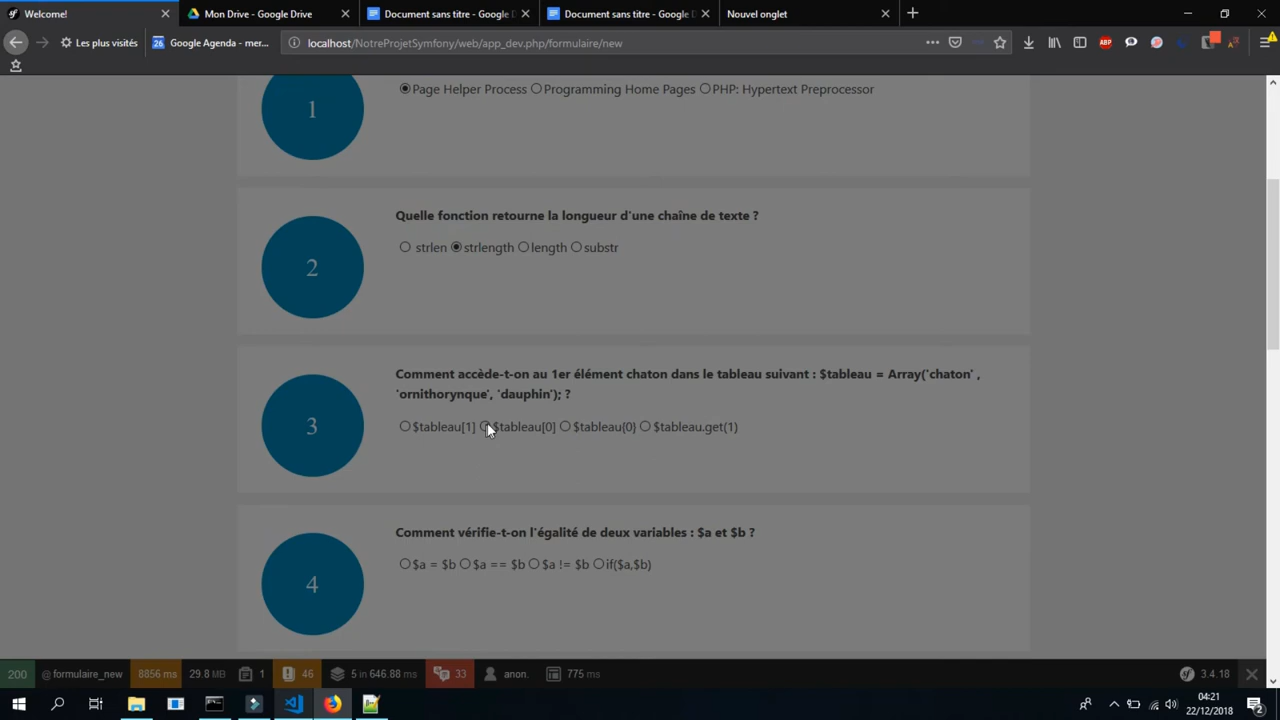 Welcome!
Mon Drive - Google Drive
Document sans titre - Google D
Document sans titre - Google D
Nouvel onglet
Les plus visités
26
Google Agenda - mer...
localhost/NotreProjetSymfony/web/app_dev.php/formulaire/new
ABP
1
Page Helper Process Programming Home Pages PHP: Hypertext Preprocessor
2
Quelle fonction retourne la longueur d'une chaîne de texte ?
strlen strlength length substr
3
Comment accède-t-on au 1er élément chaton dans le tableau suivant : $tableau = Array('chaton' ,
'ornithorynque', 'dauphin'); ?
$tableau[1] $tableau[0] $tableau{0} $tableau.get(1)
4
Comment vérifie-t-on l'égalité de deux variables : $a et $b ?
$a = $b $a == $b $a != $b if($a,$b)
200 @ formulaire_new 8856 ms 29.8 MB 1 46 5 in 646.88 ms 33 anon. 775 ms sf 3.4.18
04:21
22/12/2018
2